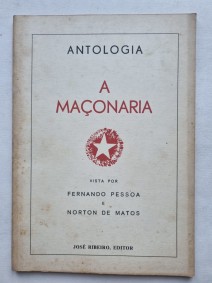 ANTOLOGIA
A
MAÇONARIA
VISTA POR
FERNANDO PESSOA
E
NORTON DE MATOS
JOSÉ RIBEIRO, EDITOR